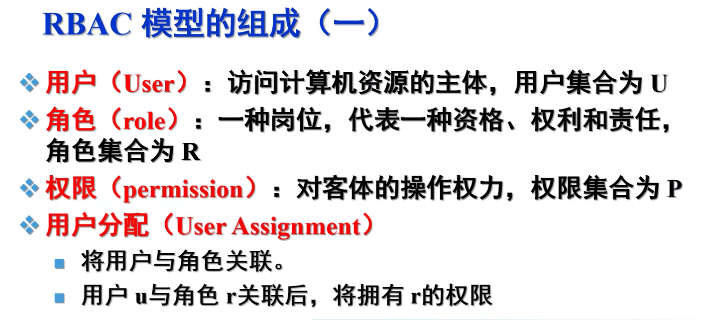 RBAC 模型的组成（一）
用户（User）：访问计算机资源的主体，用户集合为 U
角色（role）：一种岗位，代表一种资格、权利和责任，
角色集合为 R
权限（permission）：对客体的操作权力，权限集合为 P
用户分配（User Assignment）
将用户与角色关联。
用户 u与角色 r关联后，将拥有 r的权限